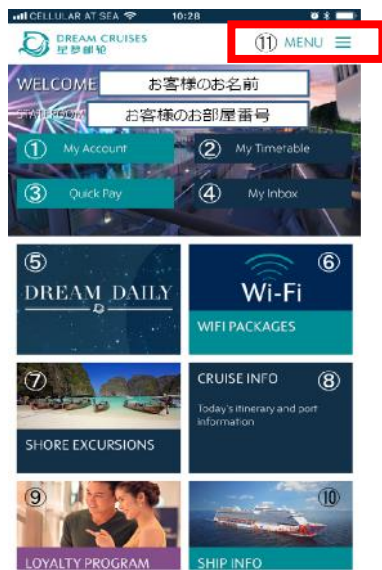 CELLULAR AT SEA 10:28
DREAM CRUISES
星夢邮轮
⑪ MENU
WELCOME お客様のお名前
STATEROOM お客様のお部屋番号
① My Account
② My Timetable
③ Quick Pay
④ My Inbox
⑤
DREAM DAILY
D
⑥
Wi-Fi
WIFI PACKAGES
⑦
SHORE EXCURSIONS
CRUISE INFO ⑧
Today's itinerary and port
information
⑨
LOYALTY PROGRAM
⑩
SHIP INFO